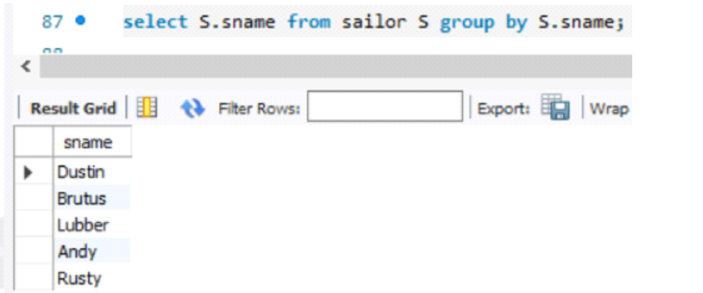 87 select S.sname from sailor S group by S.sname;
Result Grid Filter Rows: Export: Wrap
sname
Dustin
Brutus
Lubber
Andy
Rusty